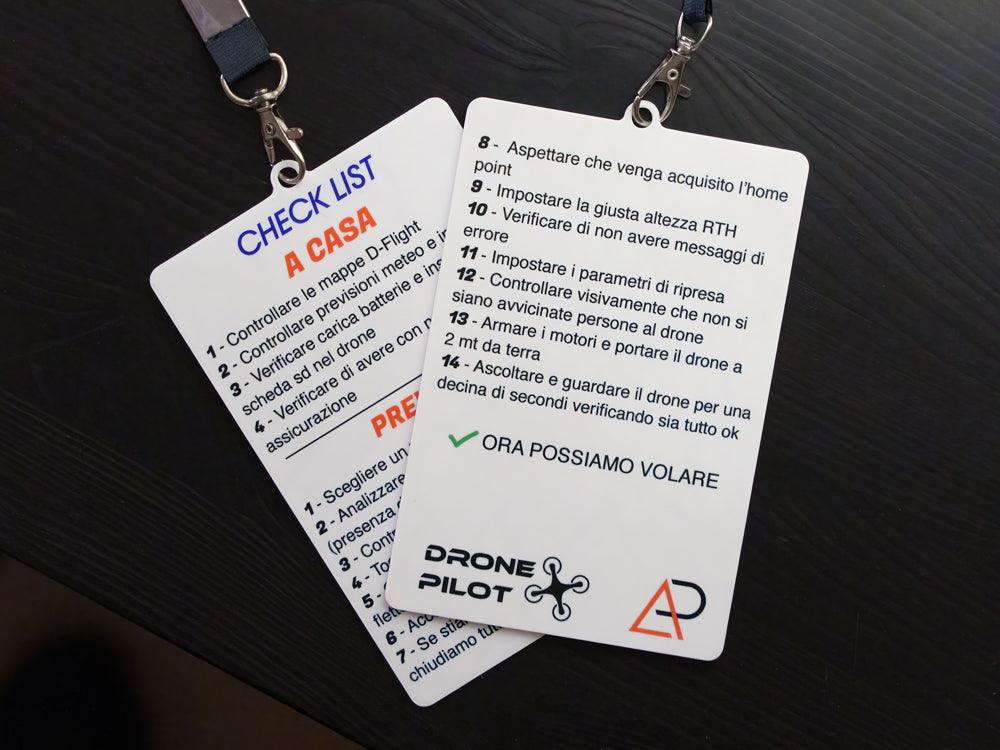 CHECK LIST
A CASA
1 - Controllare le mappe D-Flight
2 - Controllare previsioni meteo e
3 - Verificare carica batterie e
scheda sd nel drone
4 - Verificare di avere con
assicurazione
1 - Scegliere un
2 - Analizzare
(presenza
3 -
4 -
5 -
6 -
7 - Se
chiudiamo
8 - Aspettare che venga acquisito l'home
point
9 - Impostare la giusta altezza RTH
10 - Verificare di non avere messaggi di
errore
11 - Impostare i parametri di ripresa
12 - Controllare visivamente che non si
siano avvicinate persone al drone
13 - Armare i motori e portare il drone a
2 mt da terra
14 - Ascoltare e guardare il drone per una
decina di secondi verificando sia tutto ok
ORA POSSIAMO VOLARE
DRONE
PILOT